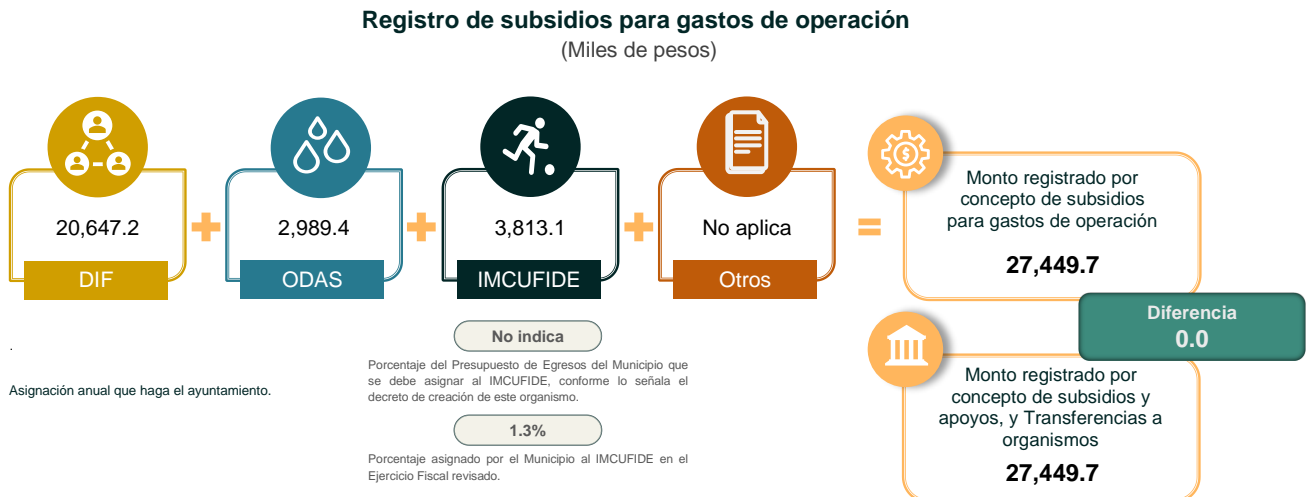 Registro de subsidios para gastos de operación
(Miles de pesos)
20,647.2
DIF
2,989.4
ODAS
3,813.1
IMCUFIDE
No aplica
Otros
Monto registrado por
concepto de subsidios
para gastos de operación
27,449.7
Diferencia
0.0
Monto registrado por
concepto de subsidios y
apoyos, y Transferencias a
organismos
27,449.7
.
Asignación anual que haga el ayuntamiento.
No indica
Porcentaje del Presupuesto de Egresos del Municipio que
se debe asignar al IMCUFIDE, conforme lo señala el
decreto de creación de este organismo.
1.3%
Porcentaje asignado por el Municipio al IMCUFIDE en el
Ejercicio Fiscal revisado.